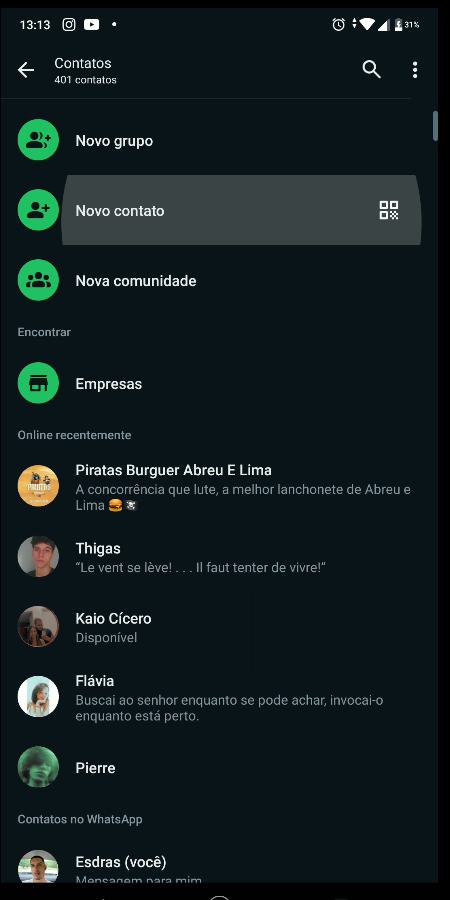 13:13
31%
Contatos
401 contatos
Novo grupo
Novo contato
Nova comunidade
Encontrar
Empresas
Online recentemente
Piratas Burguer Abreu E Lima
A concorrência que lute, a melhor lanchonete de Abreu e
Lima 🍔🏴‍☠️
Thigas
“Le vent se lève! . . . Il faut tenter de vivre!”
Kaio Cícero
Disponível
Flávia
Buscai ao senhor enquanto se pode achar, invocai-o
enquanto está perto.
Pierre
Contatos no WhatsApp
Esdras (você)
Mensagem para mim